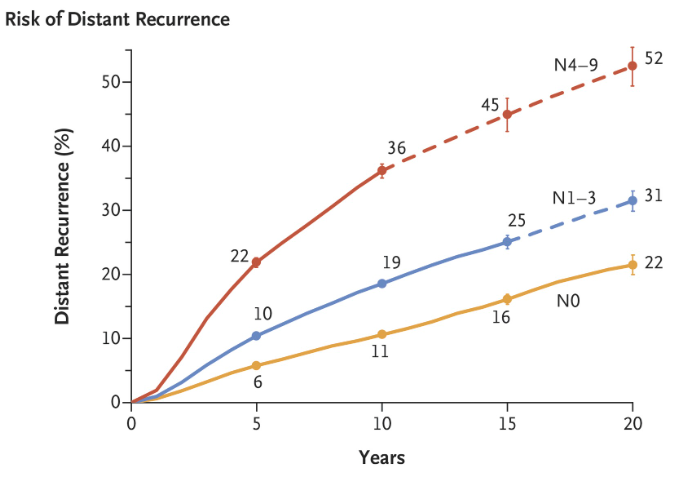 Risk of Distant Recurrence
Distant Recurrence (%)
50
40
30
20
10
0
N4–9
52
45
36
22
N1–3
31
25
19
10
N0
22
16
11
6
0 5 10 15 20
Years